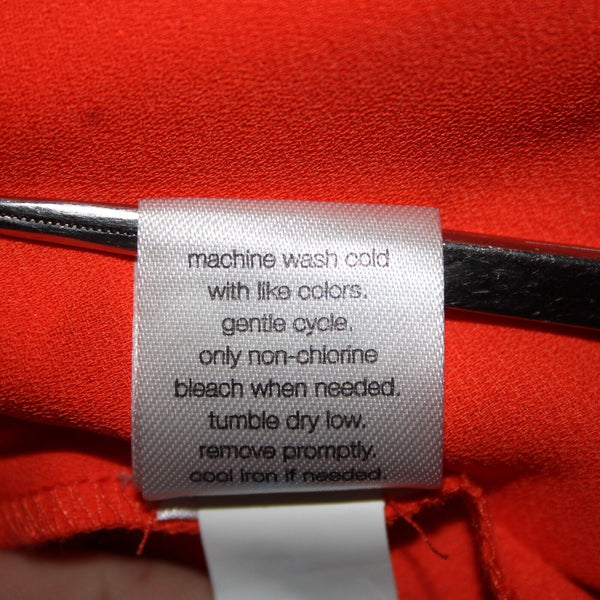 machine wash cold
with like colors.
gentle cycle.
only non-chlorine
bleach when needed.
tumble dry low.
remove promptly.
cool iron if needed